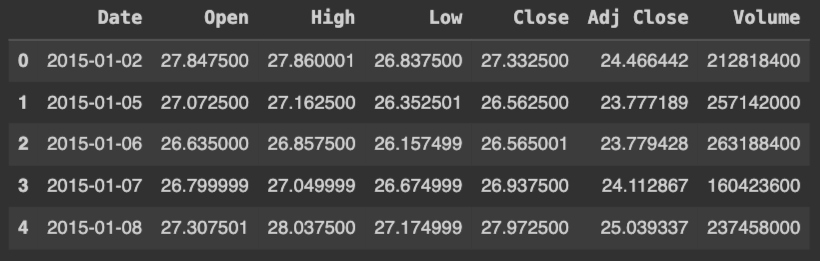 Date Open High Low Close Adj Close Volume
0 2015-01-02 27.847500 27.860001 26.837500 27.332500 24.466442 212818400
1 2015-01-05 27.072500 27.162500 26.352501 26.562500 23.777189 257142000
2 2015-01-06 26.635000 26.857500 26.157499 26.565001 23.779428 263188400
3 2015-01-07 26.799999 27.049999 26.674999 26.937500 24.112867 160423600
4 2015-01-08 27.307501 28.037500 27.174999 27.972500 25.039337 237458000